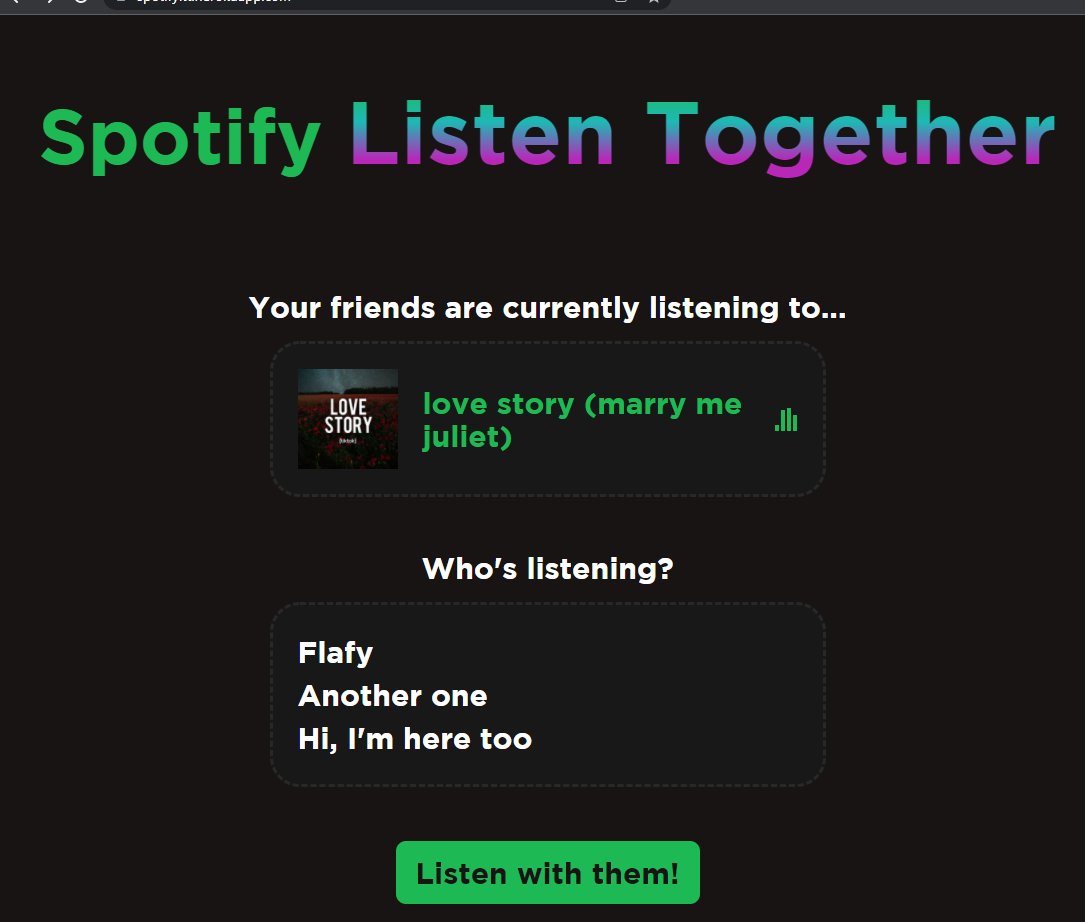 Spotify Listen Together
Your friends are currently listening to...
LOVE
STORY
love story (marry me
juliet)
Who's listening?
Flafy
Another one
Hi, I'm here too
Listen with them!